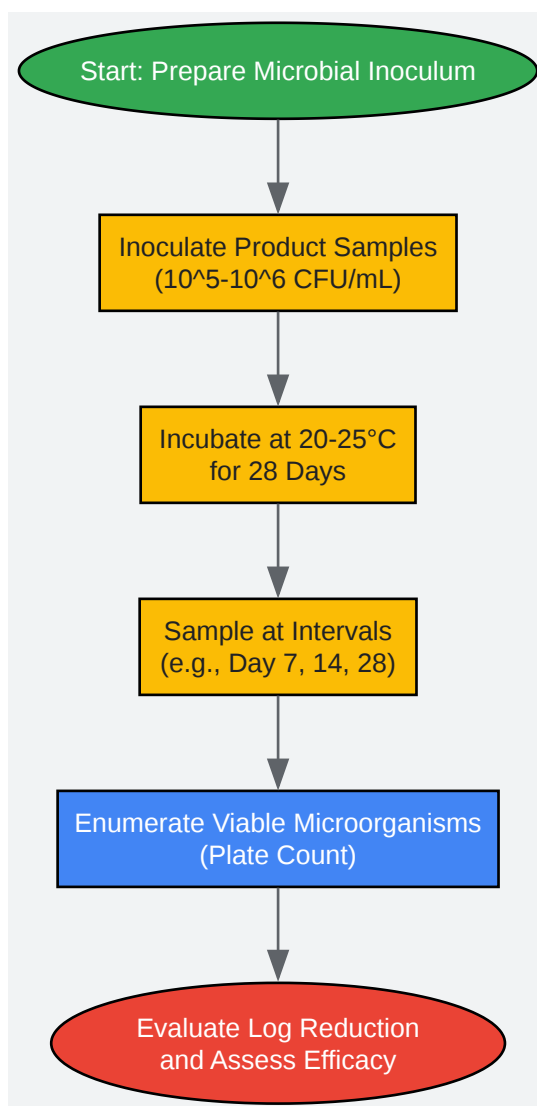 Start: Prepare Microbial Inoculum
Inoculate Product Samples
(10^5-10^6 CFU/mL)
Incubate at 20-25°C
for 28 Days
Sample at Intervals
(e.g., Day 7, 14, 28)
Enumerate Viable Microorganisms
(Plate Count)
Evaluate Log Reduction
and Assess Efficacy